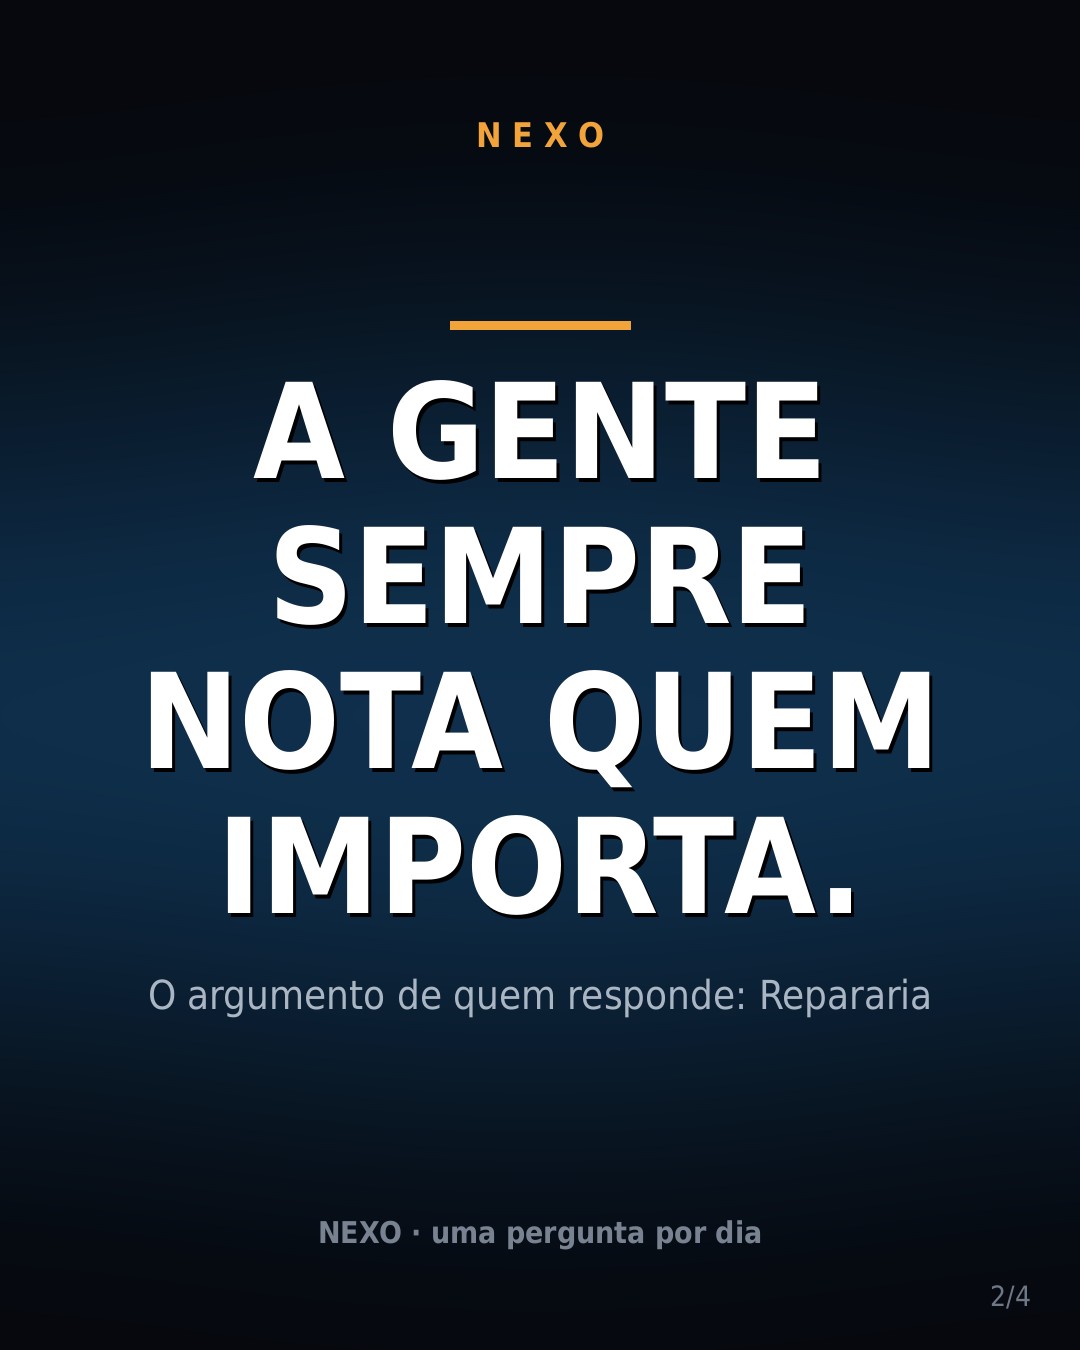 NEXO
A GENTE
SEMPRE
NOTA QUEM
IMPORTA.
O argumento de quem responde: Repararia
NEXO · uma pergunta por dia
2/4